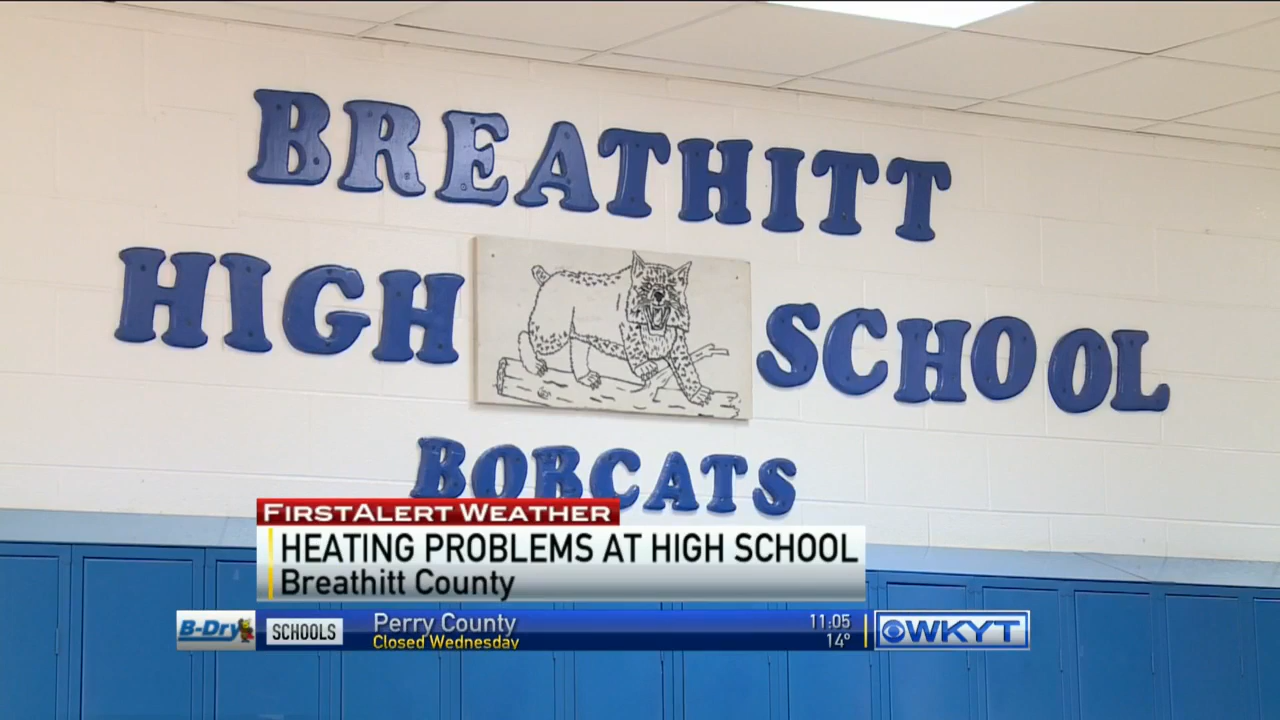 BREATHITT
HIGH SCHOOL
BOBCATS
FIRSTALERT WEATHER
HEATING PROBLEMS AT HIGH SCHOOL
Breathitt County
B-Dry
SCHOOLS
Perry County
Closed Wednesday
11:05
14°
WKYT